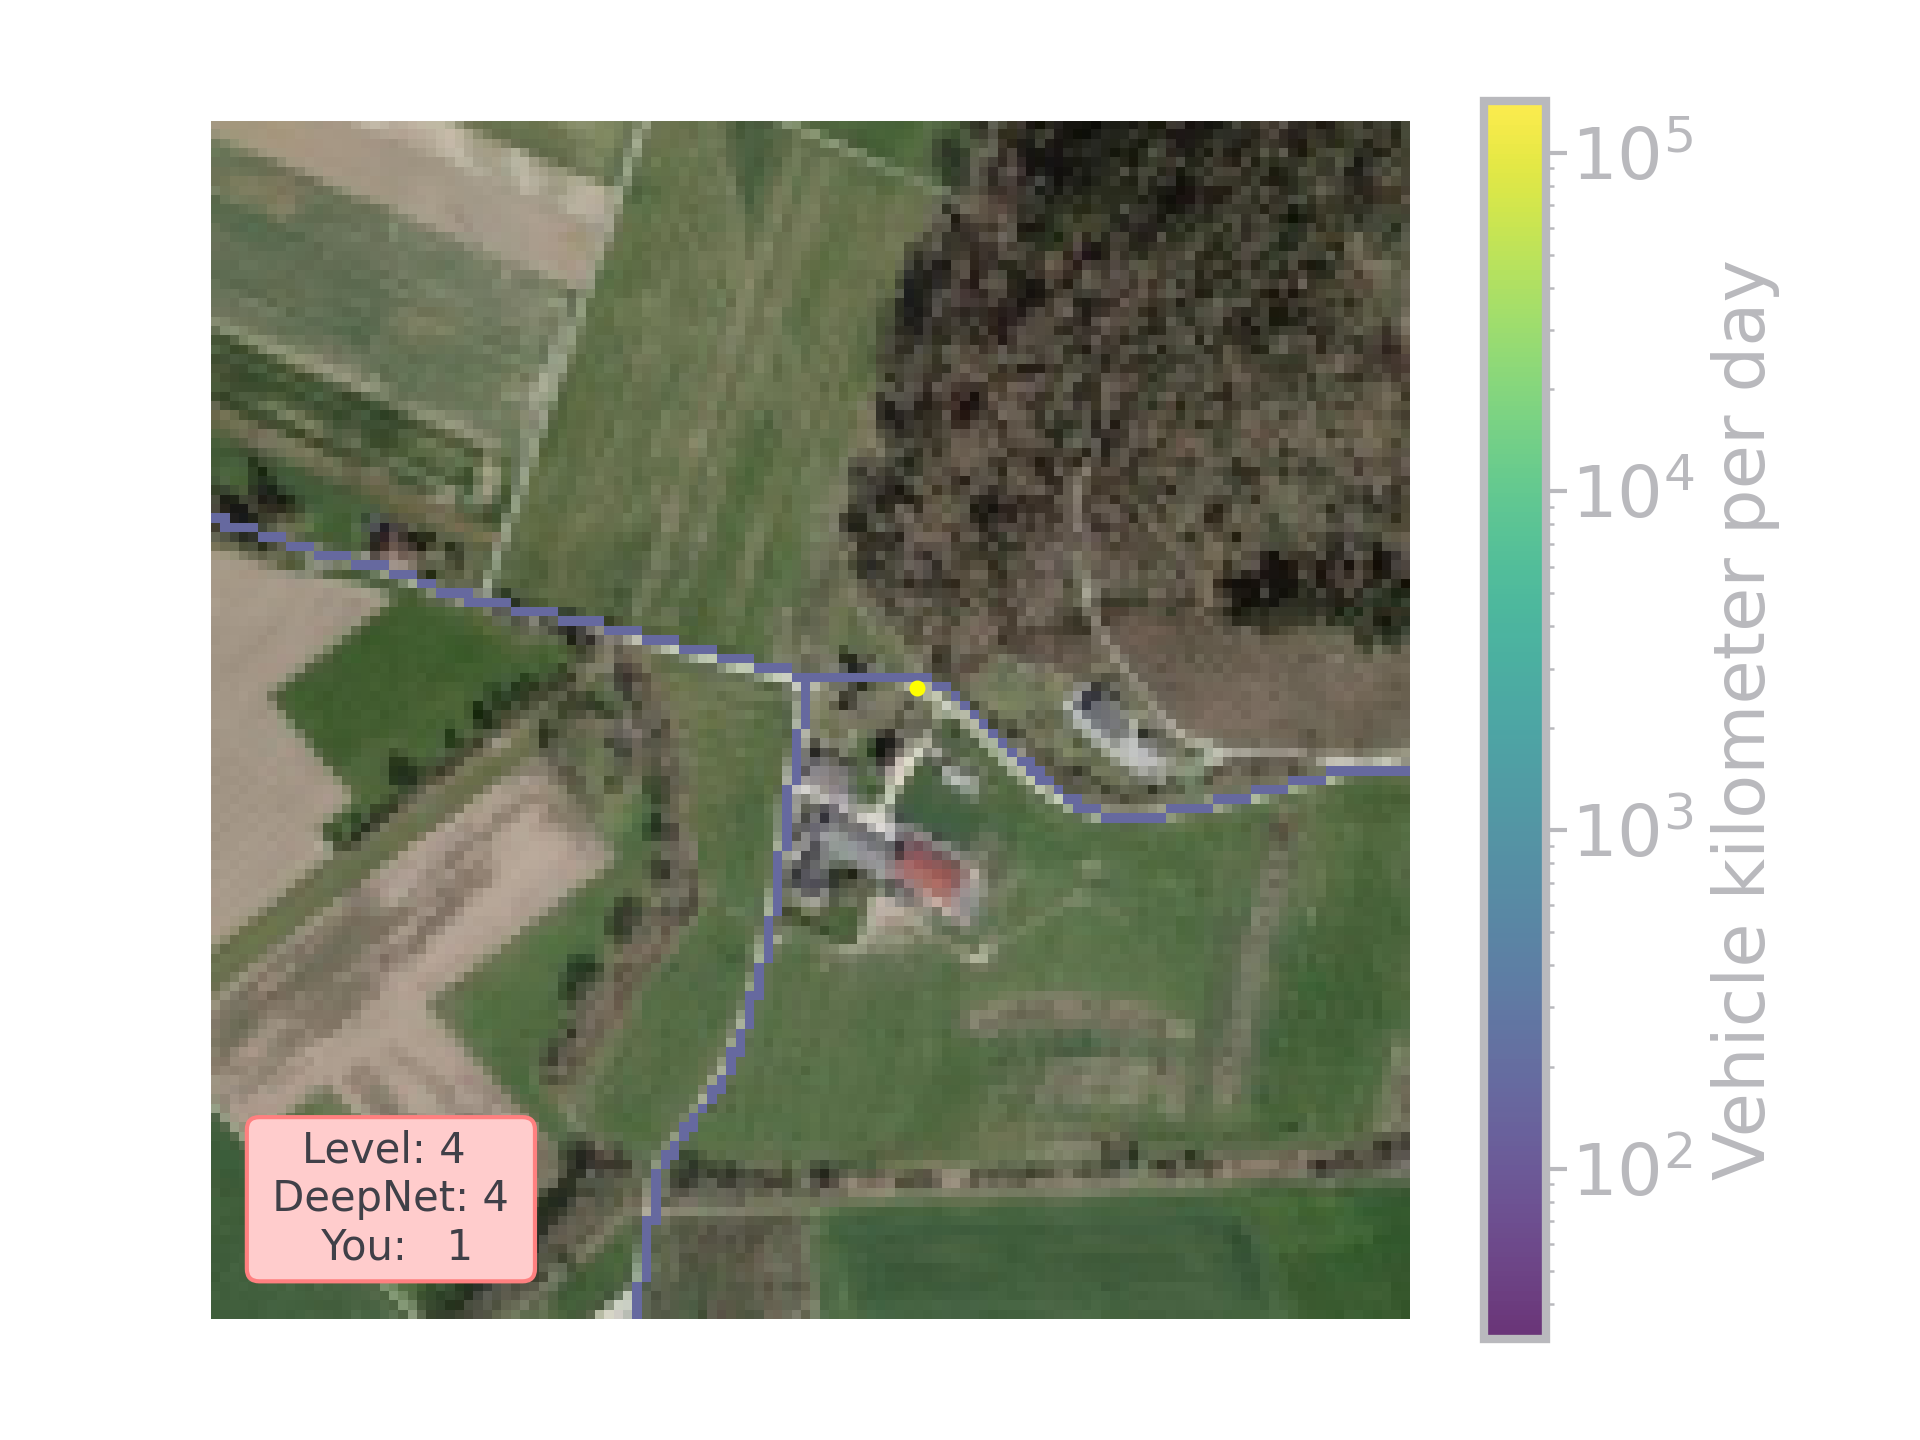 Level: 4
DeepNet: 4
You: 1
10⁵
10⁴
10³
10²
Vehicle kilometer per day